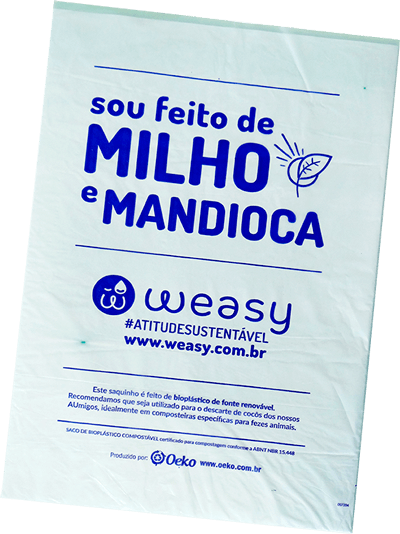 sou feito de
MILHO
e MANDIOCA
weasy
#ATITUDESUSTENTÁVEL
www.weasy.com.br
Este saquinho é feito de bioplástico de fonte renovável.
Recomendamos que seja utilizado para o descarte de cocôs dos nossos
AUmigos, idealmente em composteiras específicas para fezes animais.
SACO DE BIOPLÁSTICO COMPOSTÁVEL certificado para compostagem conforme a ABNT NBR 15.448
Produzido por: Oeko www.oeko.com.br